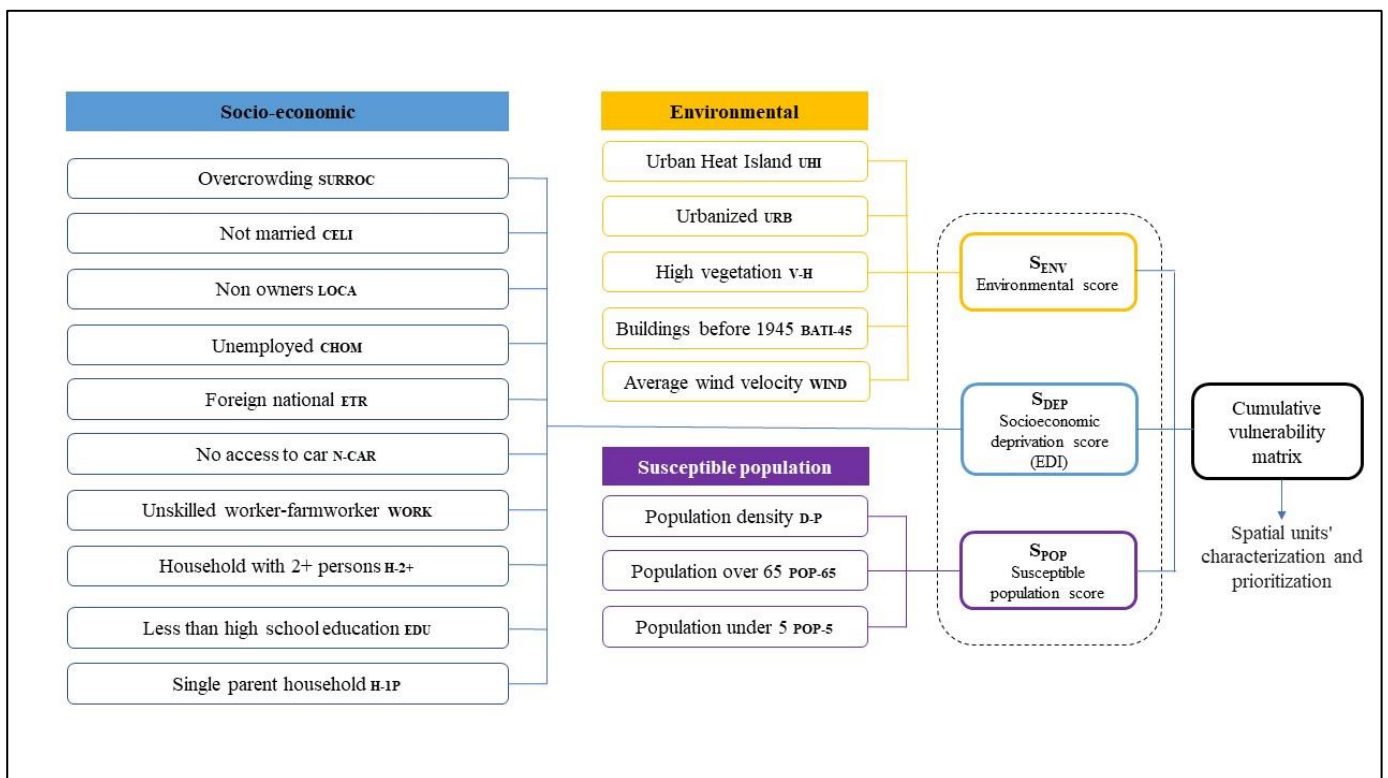 Socio-economic
Overcrowding SURROC
Not married CELI
Non owners LOCA
Unemployed CHOM
Foreign national ETR
No access to car N-CAR
Unskilled worker-farmworker WORK
Household with 2+ persons H-2+
Less than high school education EDU
Single parent household H-1P
Environmental
Urban Heat Island UHI
Urbanized URB
High vegetation V-H
Buildings before 1945 BATI-45
Average wind velocity WIND
Susceptible population
Population density D-P
Population over 65 POP-65
Population under 5 POP-5
SENV
Environmental score
SDEP
Socioeconomic
deprivation score
(EDI)
SPOP
Susceptible
population score
Cumulative
vulnerability
matrix
Spatial units'
characterization and
prioritization